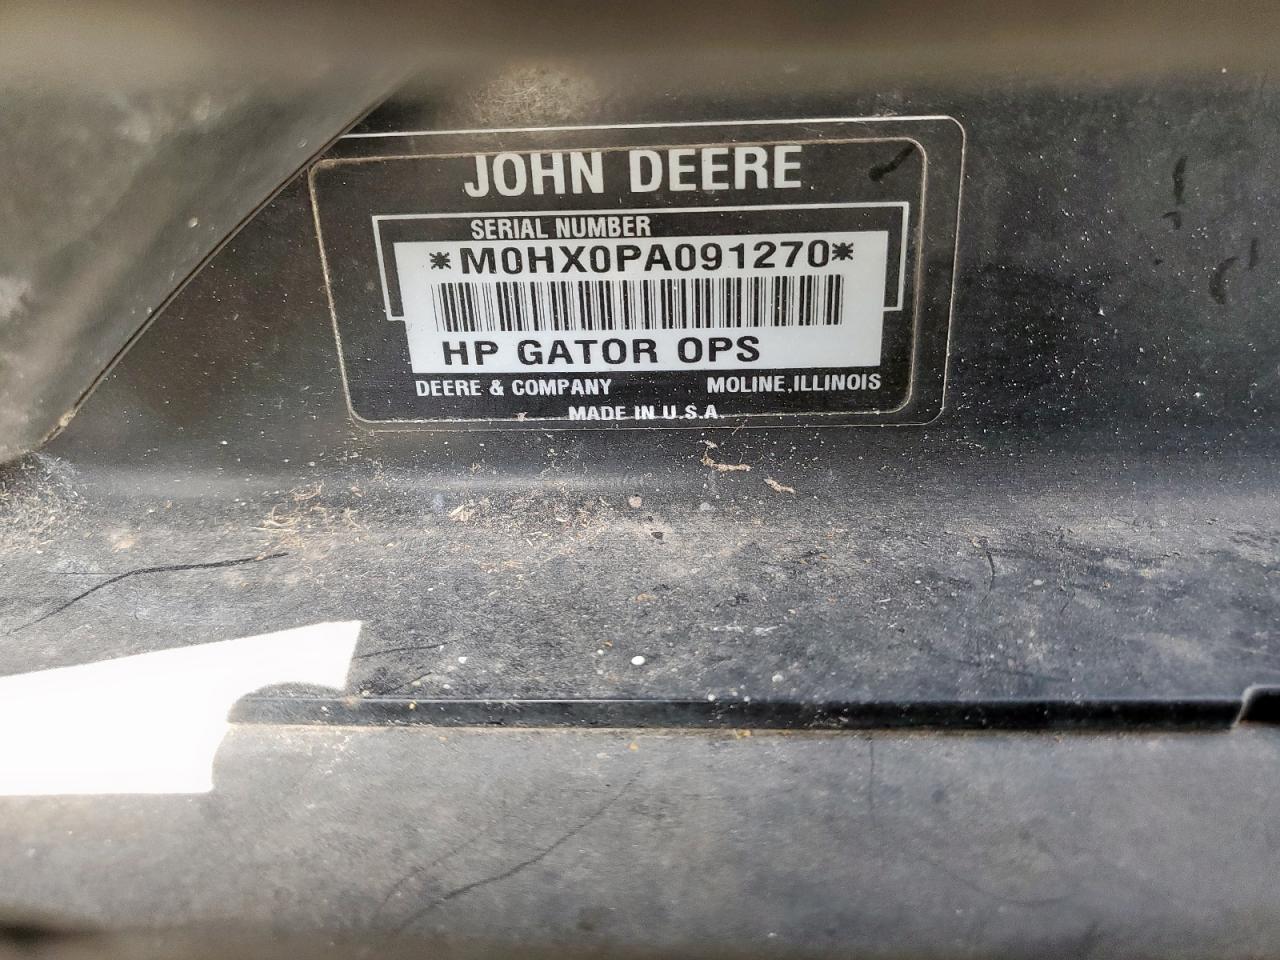 JOHN DEERE
SERIAL NUMBER
*M0HX0PA091270*
HP GATOR OPS
DEERE & COMPANY MOLINE, ILLINOIS
MADE IN U.S.A.